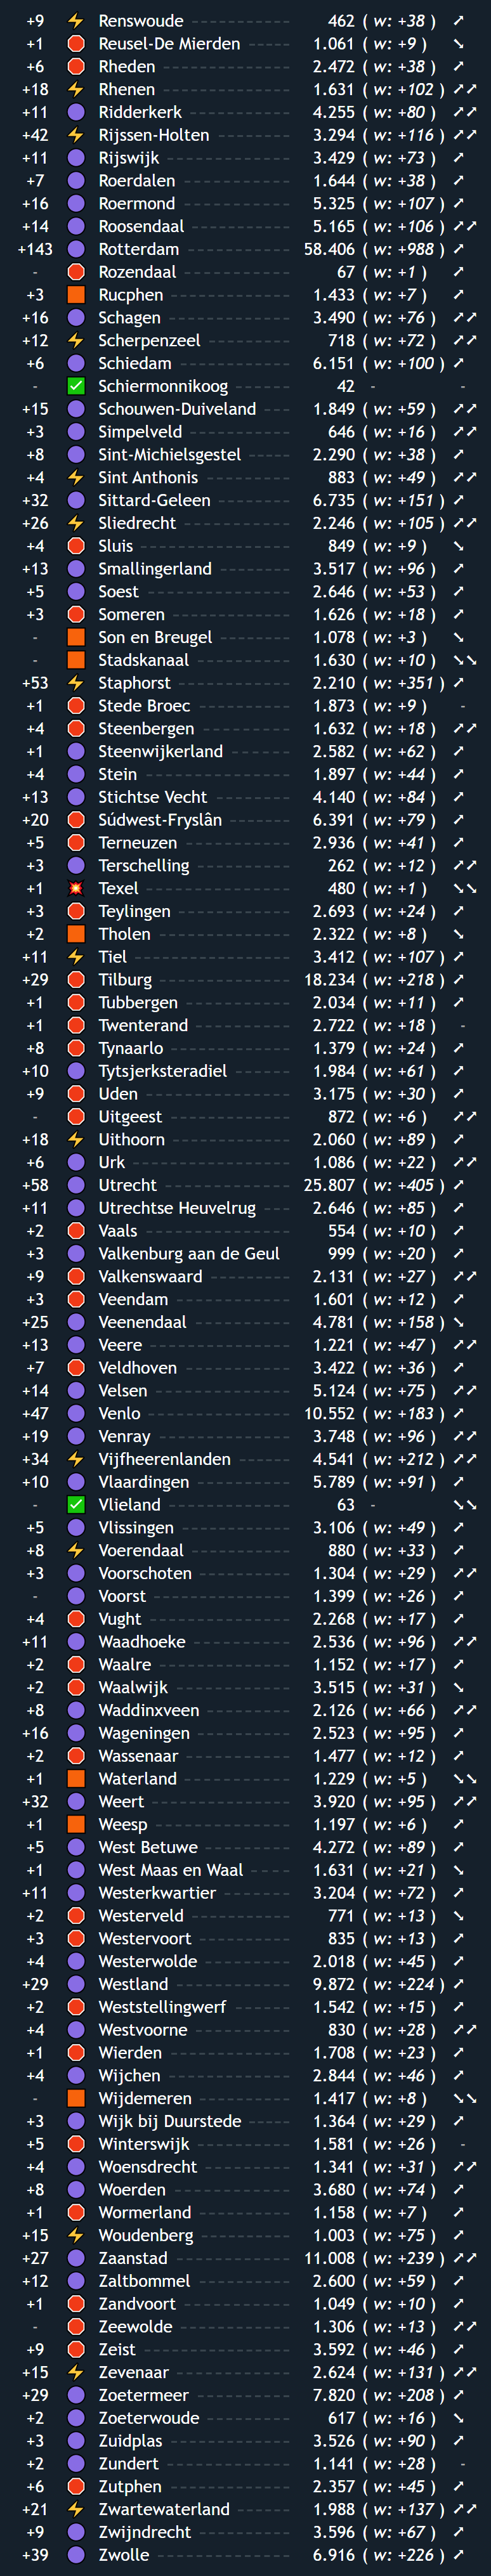 +9 ⚡ Renswoude 462 ( w: +38 ) ➚
+1 Reusel-De Mierden 1.061 ( w: +9 ) ➘
+6 Rheden 2.472 ( w: +38 ) ➚
+18 ⚡ Rhenen 1.631 ( w: +102 ) ➚➚
+11 Ridderkerk 4.255 ( w: +80 ) ➚➚
+42 ⚡ Rijssen-Holten 3.294 ( w: +116 ) ➚➚
+11 Rijswijk 3.429 ( w: +73 ) ➚
+7 Roerdalen 1.644 ( w: +38 ) ➚
+16 Roermond 5.325 ( w: +107 ) ➚
+14 Roosendaal 5.165 ( w: +106 ) ➚➚
+143 Rotterdam 58.406 ( w: +988 ) ➚
- Rozendaal 67 ( w: +1 ) ➚
+3 Rucphen 1.433 ( w: +7 ) ➚
+16 Schagen 3.490 ( w: +76 ) ➚➚
+12 ⚡ Scherpenzeel 718 ( w: +72 ) ➚➚
+6 Schiedam 6.151 ( w: +100 ) ➚
- Schiermonnikoog 42 - -
+15 Schouwen-Duiveland 1.849 ( w: +59 ) ➚➚
+3 Simpelveld 646 ( w: +16 ) ➚➚
+8 Sint-Michielsgestel 2.290 ( w: +38 ) ➚
+4 ⚡ Sint Anthonis 883 ( w: +49 ) ➚➚
+32 Sittard-Geleen 6.735 ( w: +151 ) ➚
+26 ⚡ Sliedrecht 2.246 ( w: +105 ) ➚➚
+4 Sluis 849 ( w: +9 ) ➘
+13 Smallingerland 3.517 ( w: +96 ) ➚
+5 Soest 2.646 ( w: +53 ) ➚
+3 Someren 1.626 ( w: +18 ) ➚
- Son en Breugel 1.078 ( w: +3 ) ➘
- Stadskanaal 1.630 ( w: +10 ) ➘➘
+53 ⚡ Staphorst 2.210 ( w: +351 ) ➚
+1 Stede Broec 1.873 ( w: +9 ) -
+4 Steenbergen 1.632 ( w: +18 ) ➚➚
+1 Steenwijkerland 2.582 ( w: +62 ) ➚
+4 Stein 1.897 ( w: +44 ) ➚
+13 Stichtse Vecht 4.140 ( w: +84 ) ➚
+20 Súdwest-Fryslân 6.391 ( w: +79 ) ➚
+5 Terneuzen 2.936 ( w: +41 ) ➚
+3 Terschelling 262 ( w: +12 ) ➚➚
+1 Texel 480 ( w: +1 ) ➘➘
+3 Teylingen 2.693 ( w: +24 ) ➚
+2 Tholen 2.322 ( w: +8 ) ➘
+11 ⚡ Tiel 3.412 ( w: +107 ) ➚
+29 Tilburg 18.234 ( w: +218 ) ➚
+1 Tubbergen 2.034 ( w: +11 ) ➚
+1 Twenterand 2.722 ( w: +18 ) -
+8 Tynaarlo 1.379 ( w: +24 ) ➚
+10 Tytsjerksteradiel 1.984 ( w: +61 ) ➚
+9 Uden 3.175 ( w: +30 ) ➚
- Uitgeest 872 ( w: +6 ) ➚➚
+18 ⚡ Uithoorn 2.060 ( w: +89 ) ➚
+6 Urk 1.086 ( w: +22 ) ➚➚
+58 Utrecht 25.807 ( w: +405 ) ➚
+11 Utrechtse Heuvelrug 2.646 ( w: +85 ) ➚
+2 Vaals 554 ( w: +10 ) ➚
+3 Valkenburg aan de Geul 999 ( w: +20 ) ➚
+9 Valkenswaard 2.131 ( w: +27 ) ➚➚
+3 Veendam 1.601 ( w: +12 ) ➚
+25 Veenendaal 4.781 ( w: +158 ) ➘
+13 Veere 1.221 ( w: +47 ) ➚➚
+7 Veldhoven 3.422 ( w: +36 ) ➚
+14 Velsen 5.124 ( w: +75 ) ➚➚
+47 Venlo 10.552 ( w: +183 ) ➚
+19 Venray 3.748 ( w: +96 ) ➚➚
+34 ⚡ Vijfheerenlanden 4.541 ( w: +212 ) ➚➚
+10 Vlaardingen 5.789 ( w: +91 ) ➚
- Vlieland 63 - ➘➘
+5 Vlissingen 3.106 ( w: +49 ) ➚
+8 ⚡ Voerendaal 880 ( w: +33 ) ➚
+3 Voorschoten 1.304 ( w: +29 ) ➚➚
- Voorst 1.399 ( w: +26 ) ➚
+4 Vught 2.268 ( w: +17 ) ➚
+11 Waadhoeke 2.536 ( w: +96 ) ➚➚
+2 Waalre 1.152 ( w: +17 ) ➚
+2 Waalwijk 3.515 ( w: +31 ) ➘
+8 Waddinxveen 2.126 ( w: +66 ) ➚➚
+16 Wageningen 2.523 ( w: +95 ) ➚
+2 Wassenaar 1.477 ( w: +12 ) ➚
+1 Waterland 1.229 ( w: +5 ) ➘➘
+32 Weert 3.920 ( w: +95 ) ➚➚
+1 Weesp 1.197 ( w: +6 ) ➚
+5 West Betuwe 4.272 ( w: +89 ) ➚
+1 West Maas en Waal 1.631 ( w: +21 ) ➘
+11 Westerkwartier 3.204 ( w: +72 ) ➚
+2 Westerveld 771 ( w: +13 ) ➘
+3 Westervoort 835 ( w: +13 ) ➚
+4 Westerwolde 2.018 ( w: +45 ) ➚
+29 Westland 9.872 ( w: +224 ) ➚
+2 Weststellingwerf 1.542 ( w: +15 ) ➚
+4 Westvoorne 830 ( w: +28 ) ➚➚
+1 Wierden 1.708 ( w: +23 ) ➚
+4 Wijchen 2.844 ( w: +46 ) ➚
- Wijdemeren 1.417 ( w: +8 ) ➘➘
+3 Wijk bij Duurstede 1.364 ( w: +29 ) ➚
+5 Winterswijk 1.581 ( w: +26 ) -
+4 Woensdrecht 1.341 ( w: +31 ) ➚➚
+8 Woerden 3.680 ( w: +74 ) ➚
+1 Wormerland 1.158 ( w: +7 ) ➚
+15 ⚡ Woudenberg 1.003 ( w: +75 ) ➚
+27 Zaanstad 11.008 ( w: +239 ) ➚➚
+12 Zaltbommel 2.600 ( w: +59 ) ➚
+1 Zandvoort 1.049 ( w: +10 ) ➚
- Zeewolde 1.306 ( w: +13 ) ➚➚
+9 Zeist 3.592 ( w: +46 ) ➚
+15 ⚡ Zevenaar 2.624 ( w: +131 ) ➚➚
+29 Zoetermeer 7.820 ( w: +208 ) ➚
+2 Zoeterwoude 617 ( w: +16 ) ➘
+3 Zuidplas 3.526 ( w: +90 ) ➚
+2 Zundert 1.141 ( w: +28 ) -
+6 Zutphen 2.357 ( w: +45 ) ➚
+21 ⚡ Zwartewaterland 1.988 ( w: +137 ) ➚➚
+9 Zwijndrecht 3.596 ( w: +67 ) ➚
+39 Zwolle 6.916 ( w: +226 ) ➚